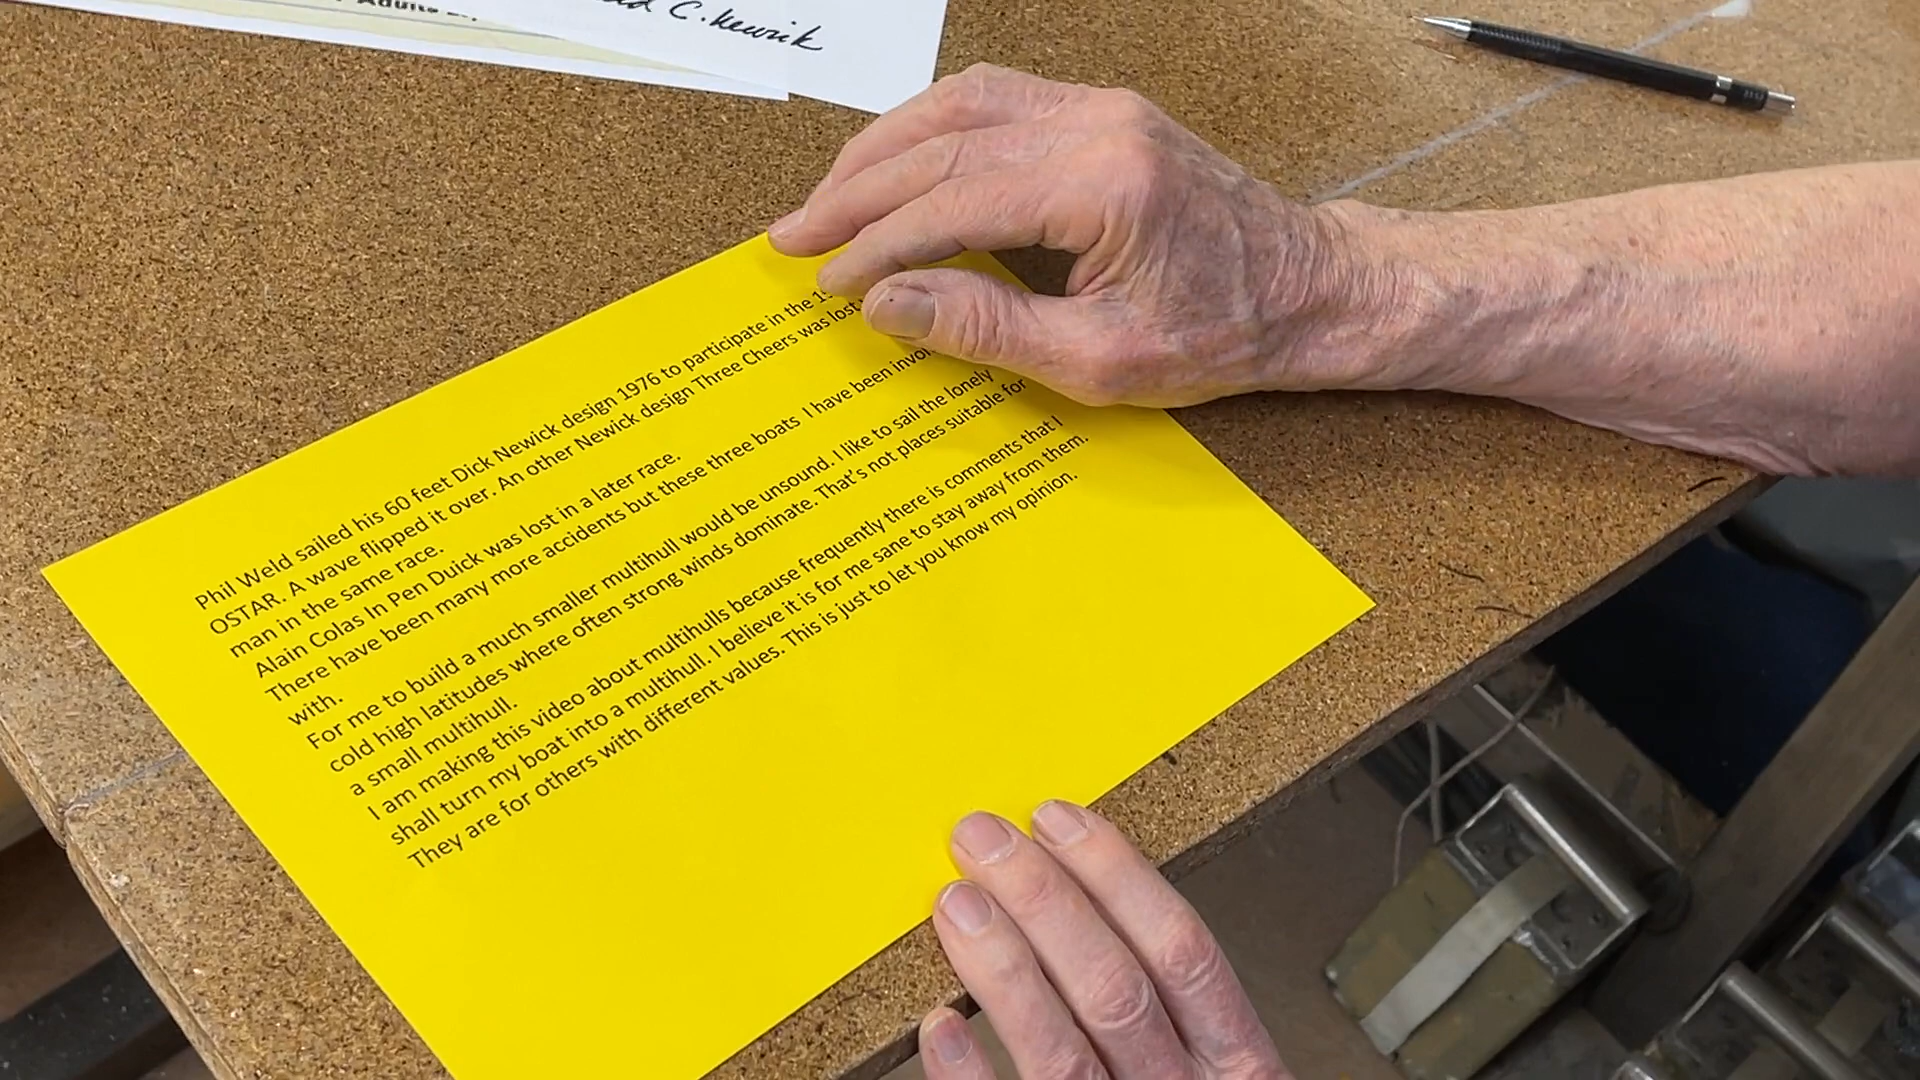 Adults
C. Newick
Phil Weld sailed his 60 feet Dick Newick design 1976 to participate in the
OSTAR. A wave flipped it over. An other Newick design Three Cheers was lost
man in the same race.
Alain Colas In Pen Duick was lost in a later race.
There have been many more accidents but these three boats I have been
with.
For me to build a much smaller multihull would be unsound. I like to sail the lonely
cold high latitudes where often strong winds dominate. That's not places suitable for
a small multihull.
I am making this video about multihulls because frequently there is comments that I
shall turn my boat into a multihull. I believe it is for me sane to stay away from them.
They are for others with different values. This is just to let you know my opinion.